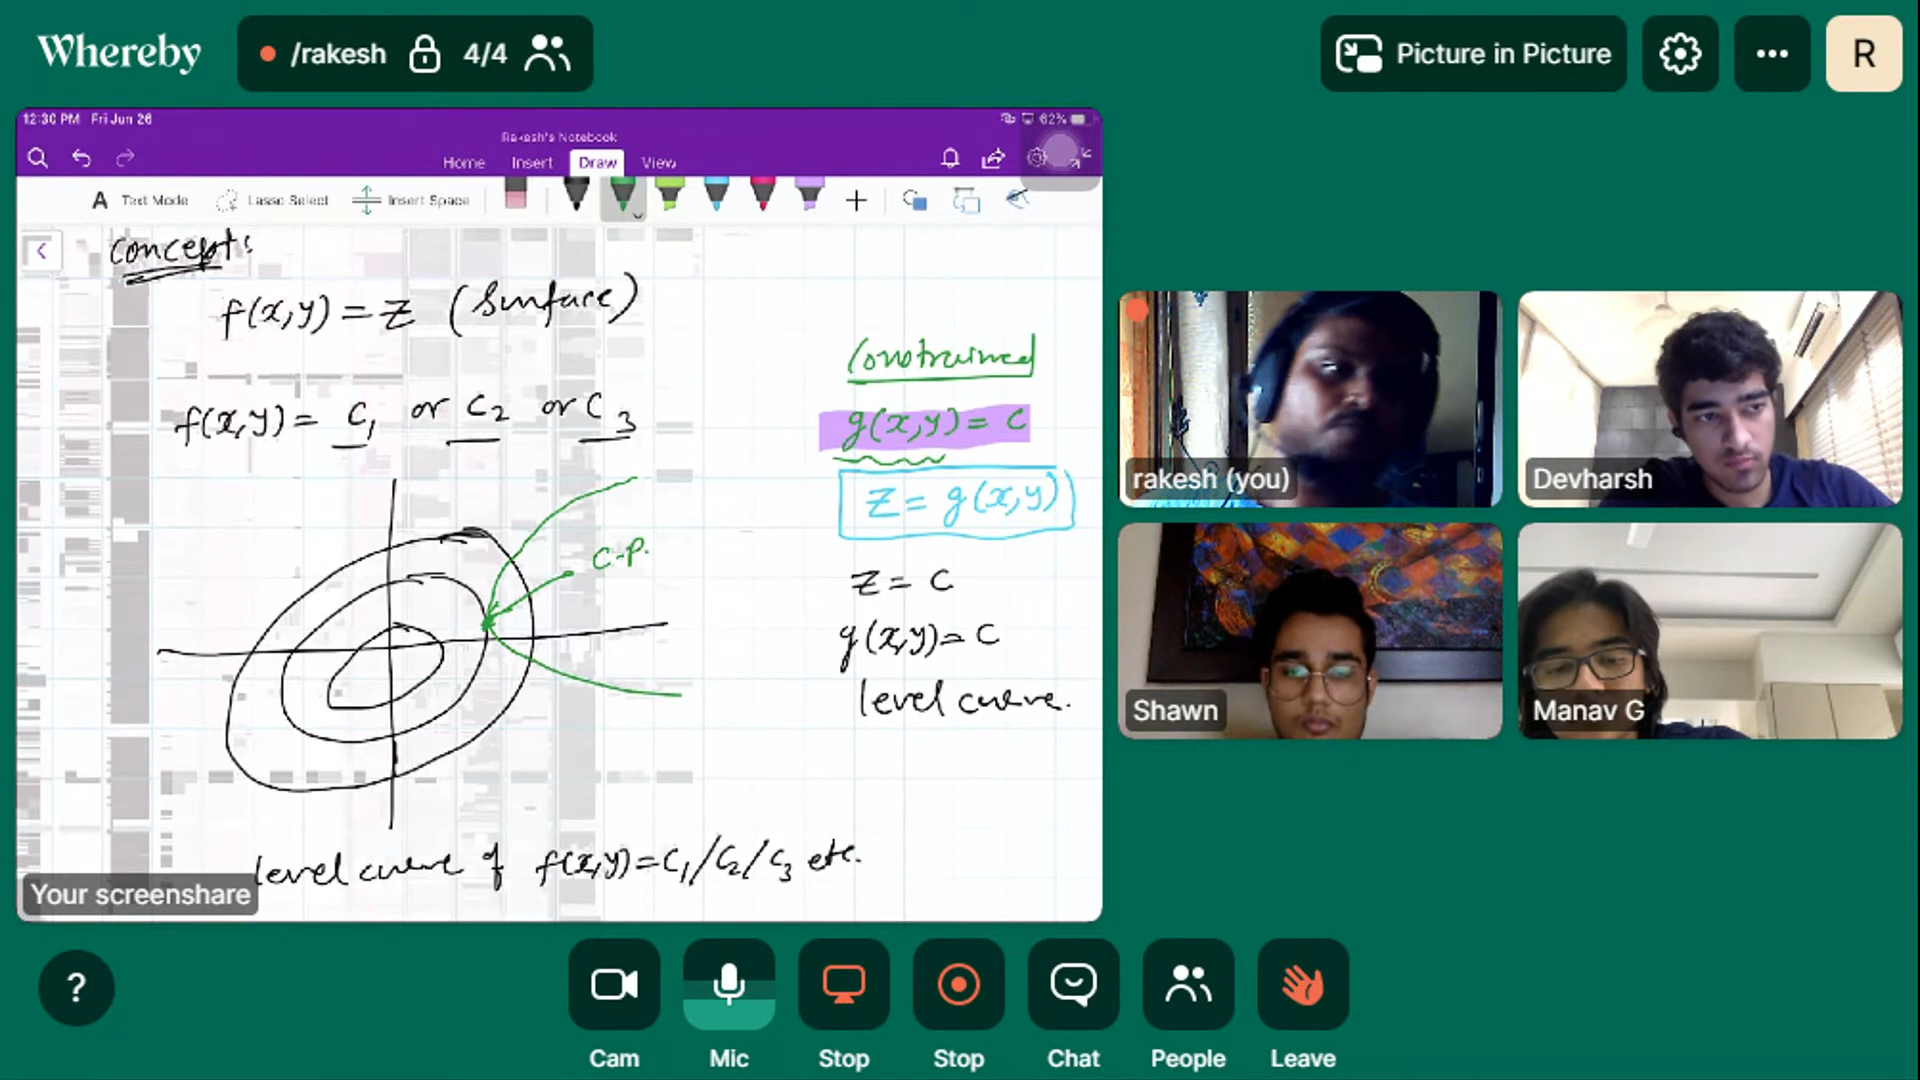 Whereby
/rakesh 4/4
Picture in Picture
R
12:30 PM Fri Jun 26
62%
Rakesh's Notebook
Home Insert Draw View
A Text Mode Lasso Select Insert Space
Concept:
f(x,y) = Z (Surface)
f(x,y) = C1 or C2 or C3
C.P.
level curve of f(x,y)=C1/C2/C3 etc.
Constrained
g(x,y) = C
Z = g(x,y)
Z = C
g(x,y) = C
level curve.
Your screenshare
rakesh (you)
Devharsh
Shawn
Manav G
?
Cam Mic Stop Stop Chat People Leave